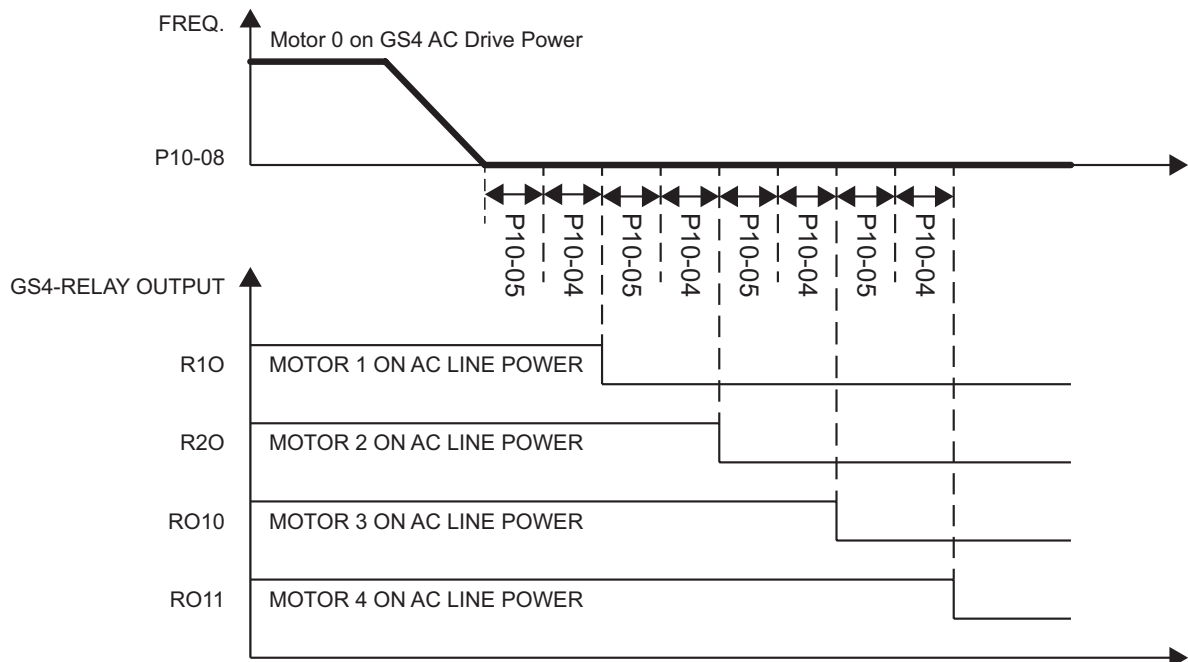 FREQ.
Motor 0 on GS4 AC Drive Power
P10-08
P10-05
P10-04
P10-05
P10-04
P10-05
P10-04
P10-05
P10-04
GS4-RELAY OUTPUT
R1O
MOTOR 1 ON AC LINE POWER
R2O
MOTOR 2 ON AC LINE POWER
RO10
MOTOR 3 ON AC LINE POWER
RO11
MOTOR 4 ON AC LINE POWER